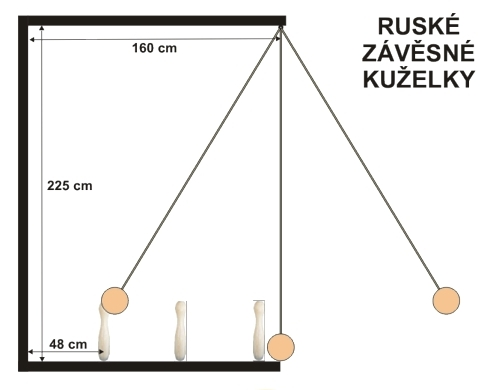 RUSKÉ
ZÁVĚSNÉ
KUŽELKY
160 cm
225 cm
48 cm